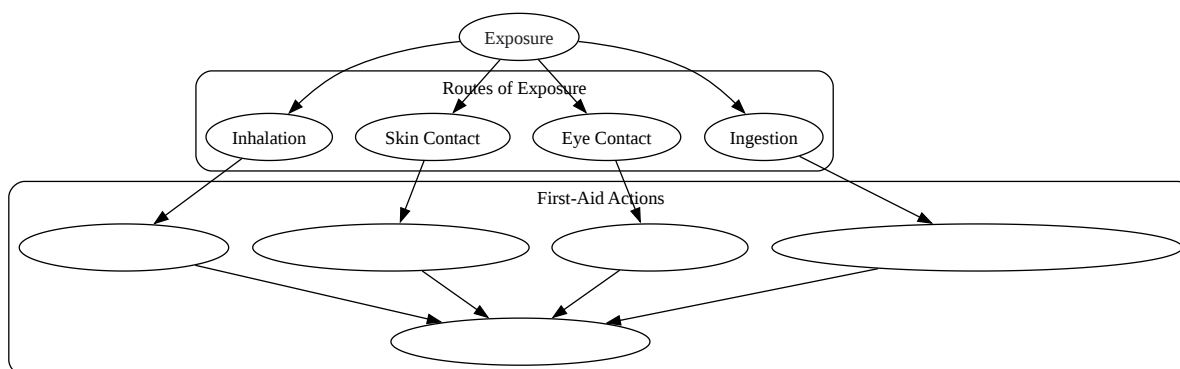 Exposure
Routes of Exposure
Inhalation
Skin Contact
Eye Contact
Ingestion
First-Aid Actions